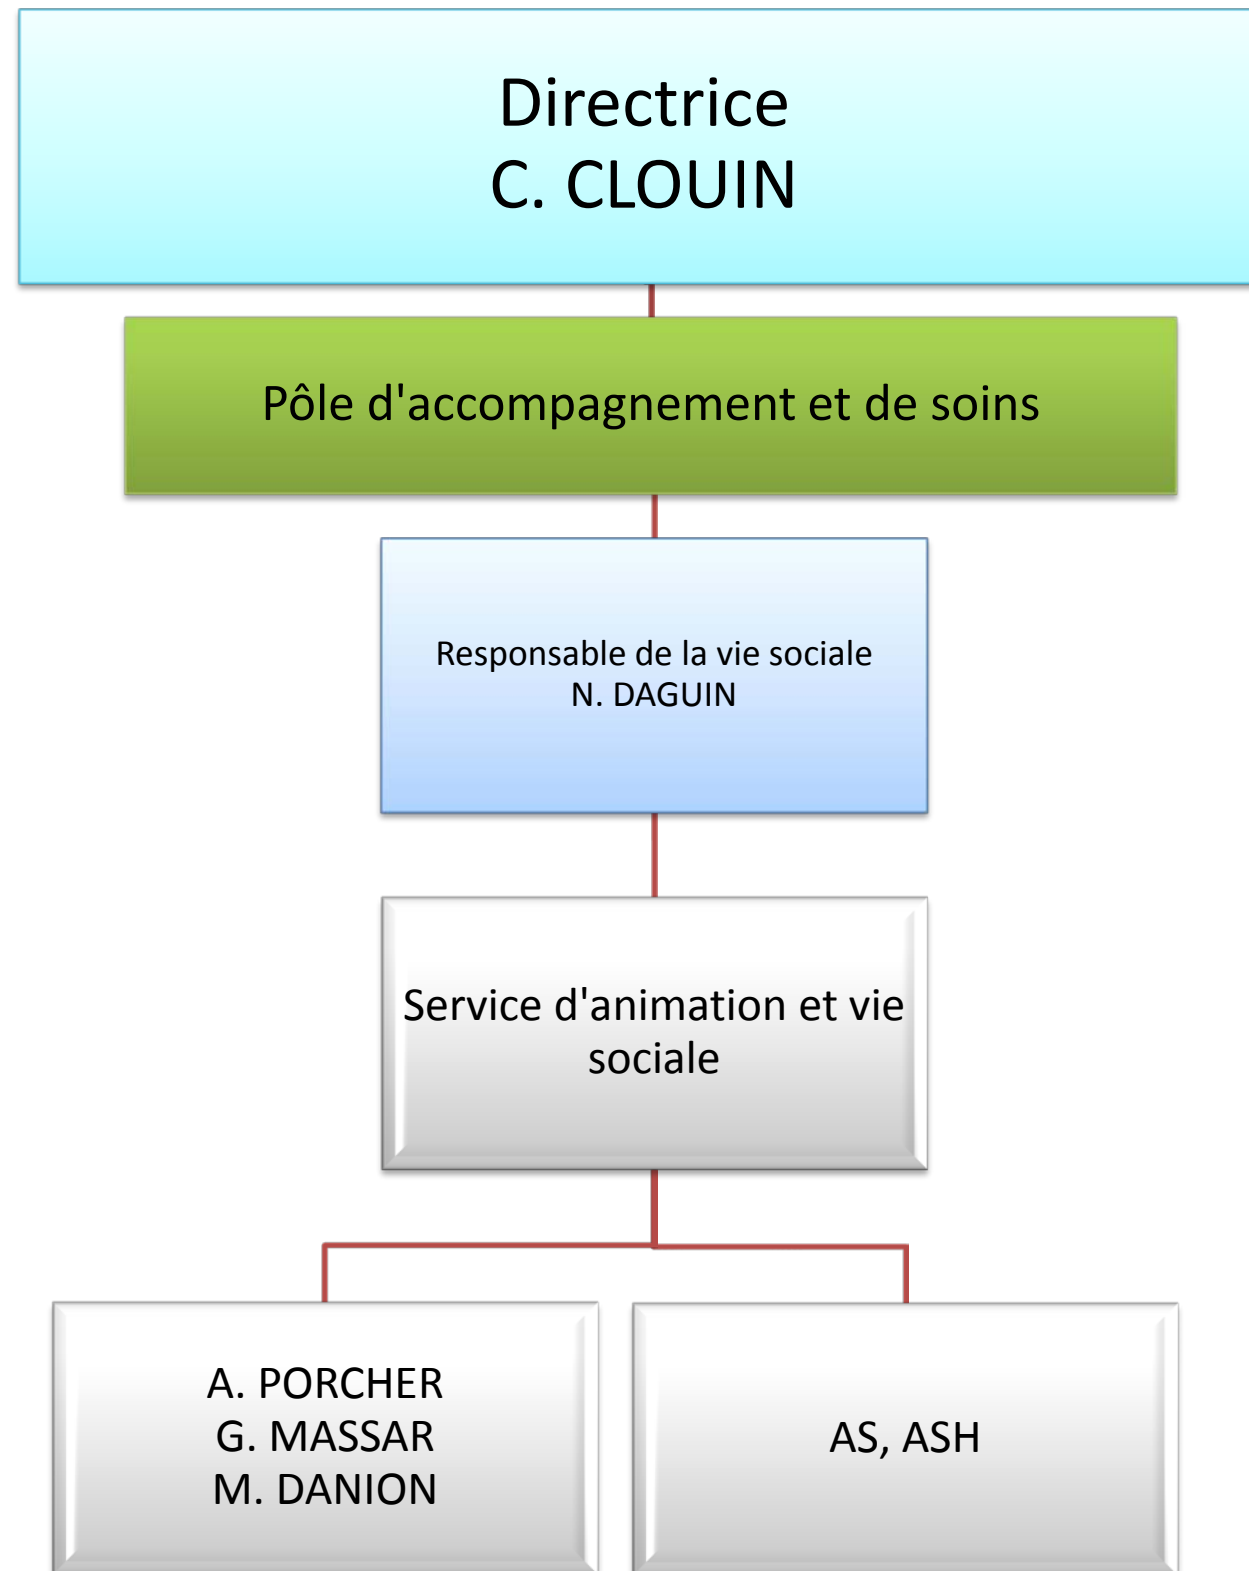 Directrice
C. CLOUIN
Pôle d'accompagnement et de soins
Responsable de la vie sociale
N. DAGUIN
Service d'animation et vie
sociale
A. PORCHER
G. MASSAR
M. DANION
AS, ASH